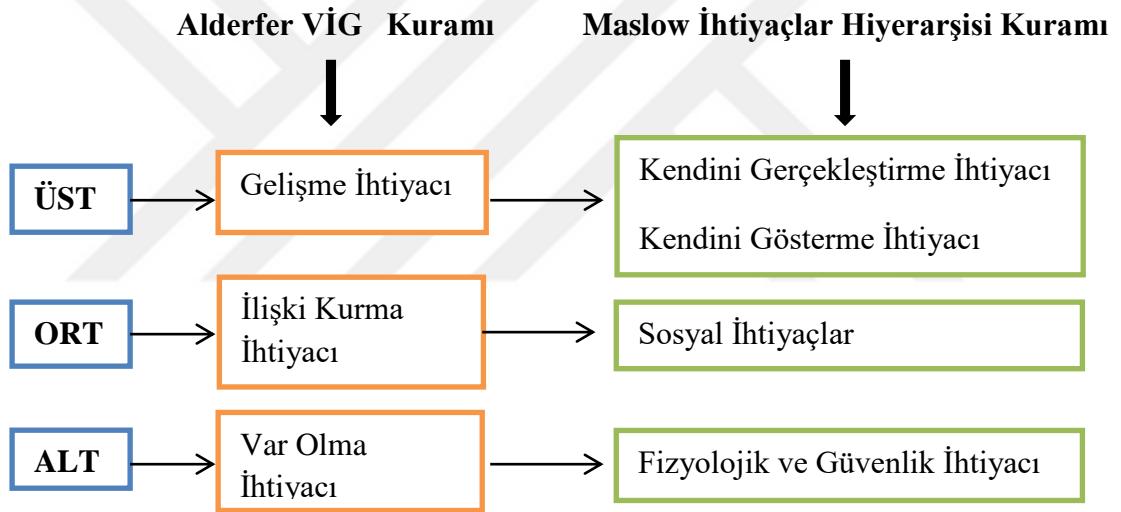 Alderfer VİG Kuramı
Maslow İhtiyaçlar Hiyerarşisi Kuramı
ÜST
Gelişme İhtiyacı
Kendini Gerçekleştirme İhtiyacı
Kendini Gösterme İhtiyacı
ORT
İlişki Kurma
İhtiyacı
Sosyal İhtiyaçlar
ALT
Var Olma
İhtiyacı
Fizyolojik ve Güvenlik İhtiyacı